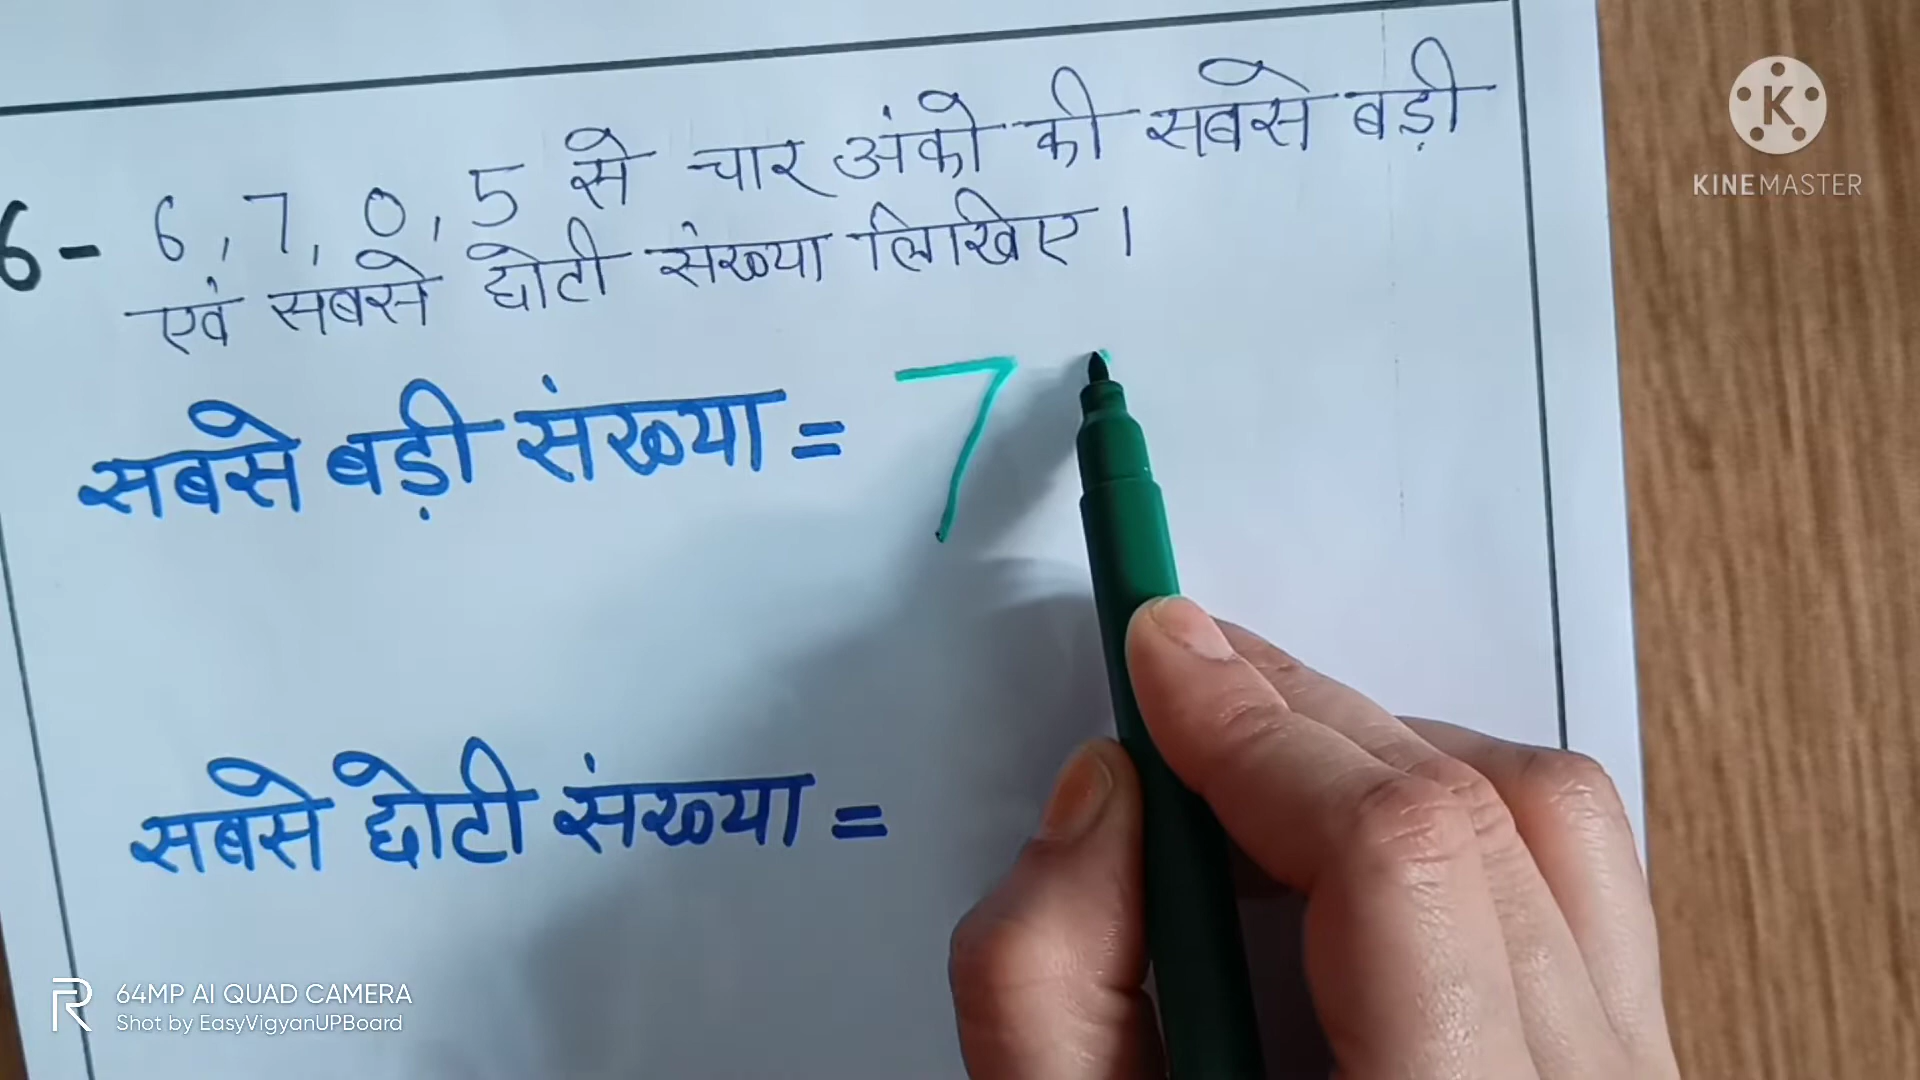 6- 6, 7, 0, 5 से चार अंको की सबसे बड़ी
एवं सबसे छोटी संख्या लिखिए।
सबसे बड़ी संख्या = 7
सबसे छोटी संख्या =
K
KINEMASTER
R 64MP AI QUAD CAMERA
Shot by EasyVigyanUPBoard